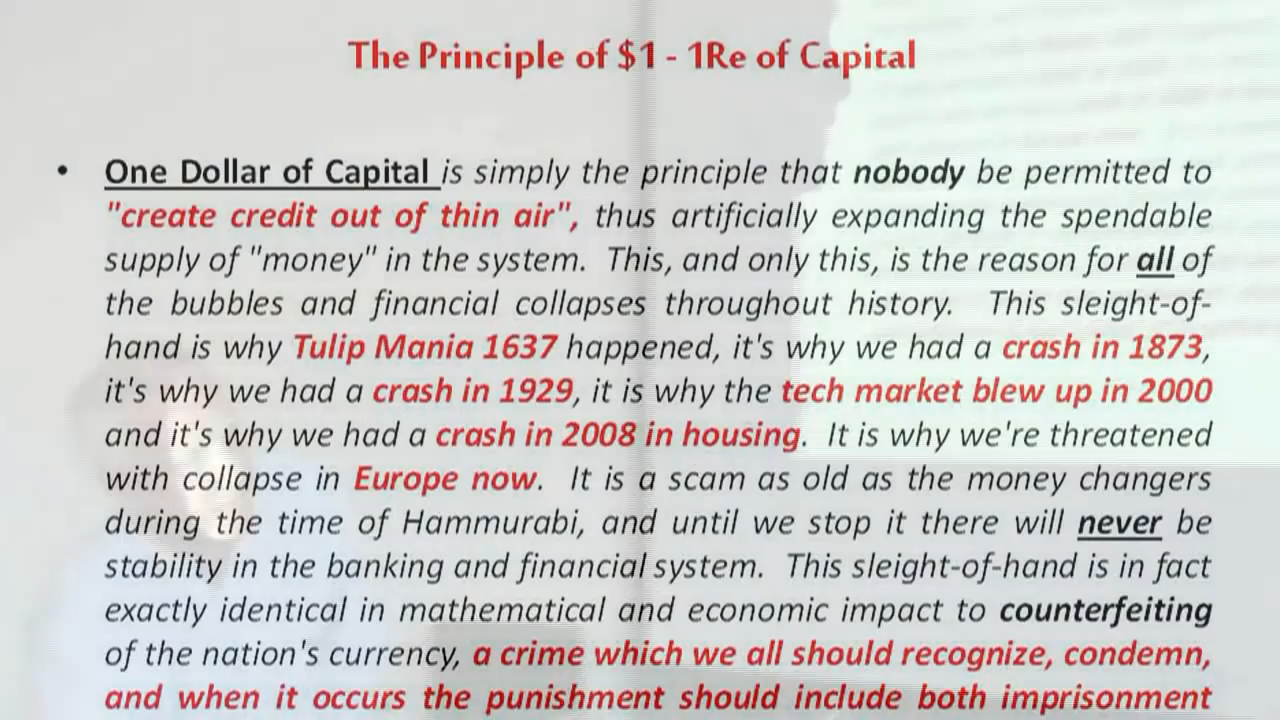 The Principle of $1 - 1Re of Capital
• One Dollar of Capital is simply the principle that nobody be permitted to
"create credit out of thin air", thus artificially expanding the spendable
supply of "money" in the system. This, and only this, is the reason for all of
the bubbles and financial collapses throughout history. This sleight-of-
hand is why Tulip Mania 1637 happened, it's why we had a crash in 1873,
it's why we had a crash in 1929, it is why the tech market blew up in 2000
and it's why we had a crash in 2008 in housing. It is why we're threatened
with collapse in Europe now. It is a scam as old as the money changers
during the time of Hammurabi, and until we stop it there will never be
stability in the banking and financial system. This sleight-of-hand is in fact
exactly identical in mathematical and economic impact to counterfeiting
of the nation's currency, a crime which we all should recognize, condemn,
and when it occurs the punishment should include both imprisonment